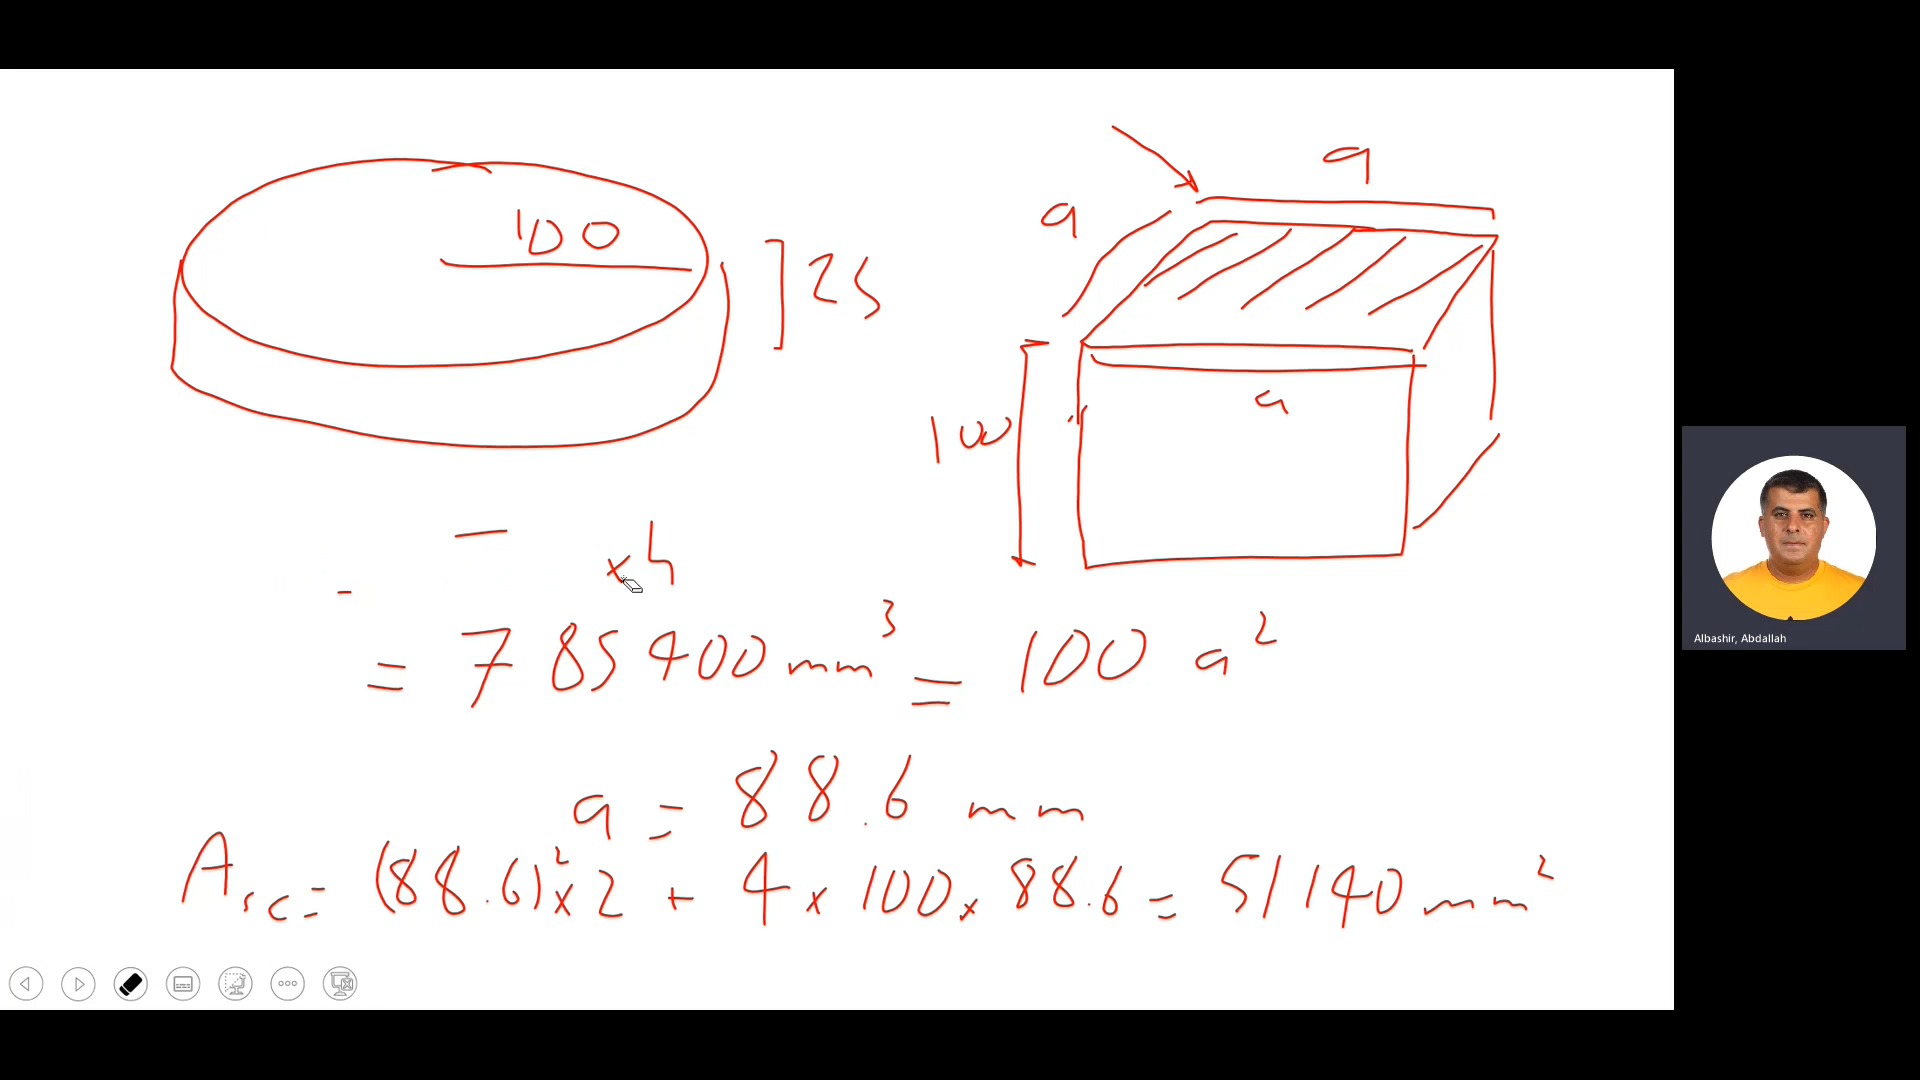 100
25
a
a
a
100
- 
-
xh
= 785400 mm³ = 100 a²
a = 88.6 mm
Asc = (88.6)² x 2 + 4 x 100 x 88.6 = 51140 mm²
Albashir, Abdallah